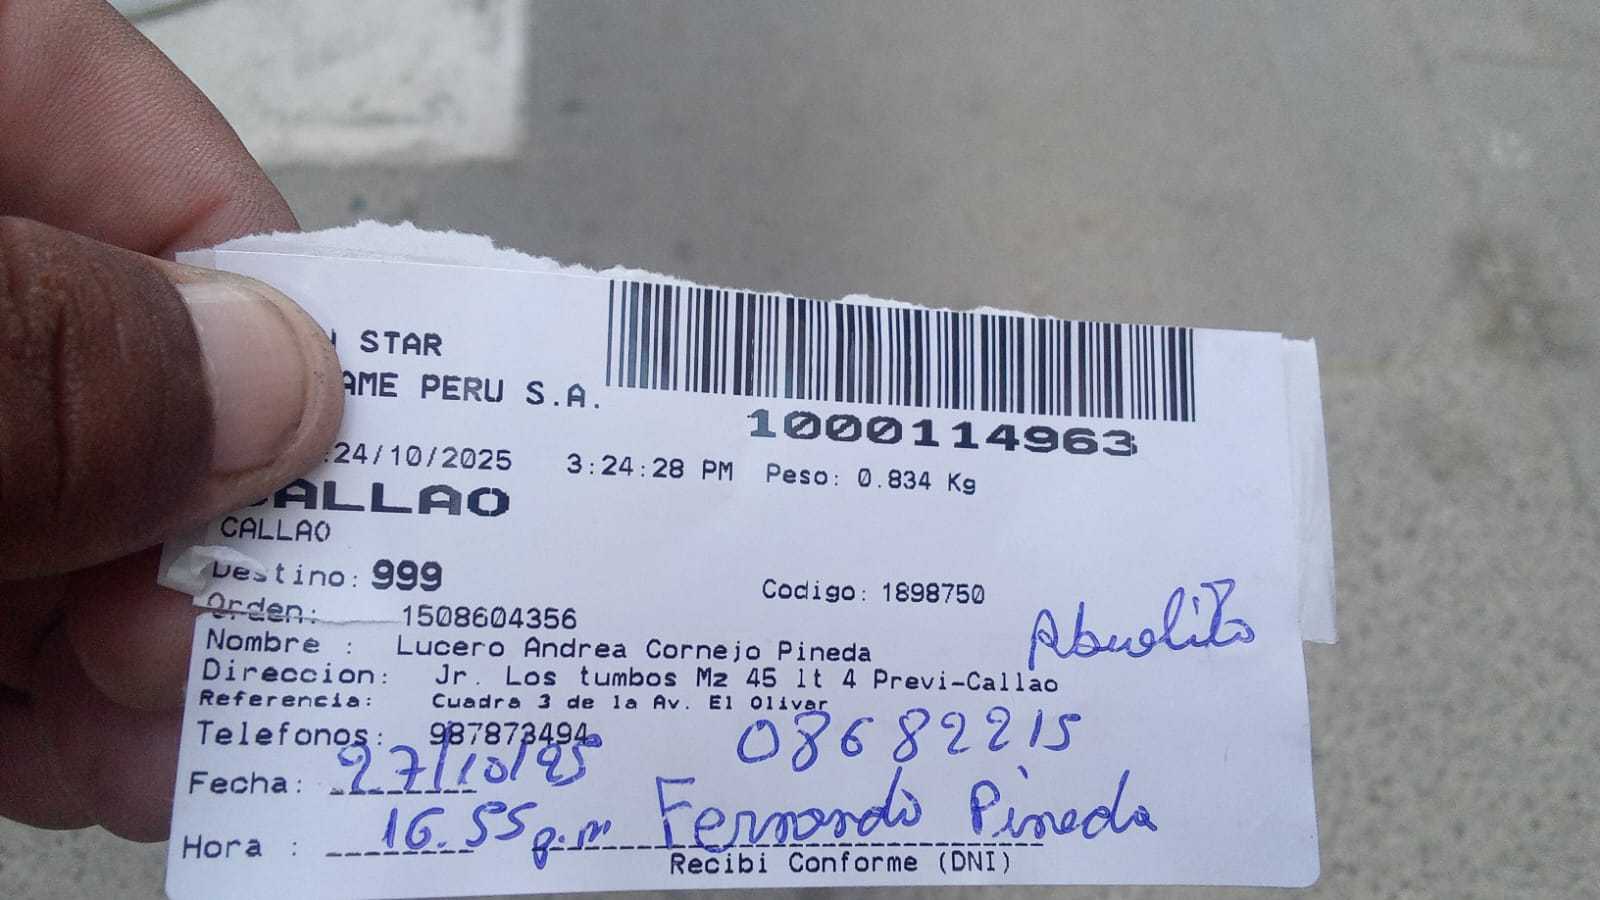 STAR
AME PERU S.A.
1000114963
:24/10/2025 3:24:28 PM Peso: 0.834 Kg
CALLAO
CALLAO
Destino: 999
Codigo: 1898750
Orden: 1508604356
Nombre : Lucero Andrea Cornejo Pineda
Abuelito
Direccion: Jr. Los tumbos Mz 45 lt 4 Previ-Callao
Referencia: Cuadra 3 de la Av. El Olivar
Telefonos: 987873494
08682215
Fecha: 27/10/25
Hora : 16.55 p.m Fernando Pineda
Recibi Conforme (DNI)